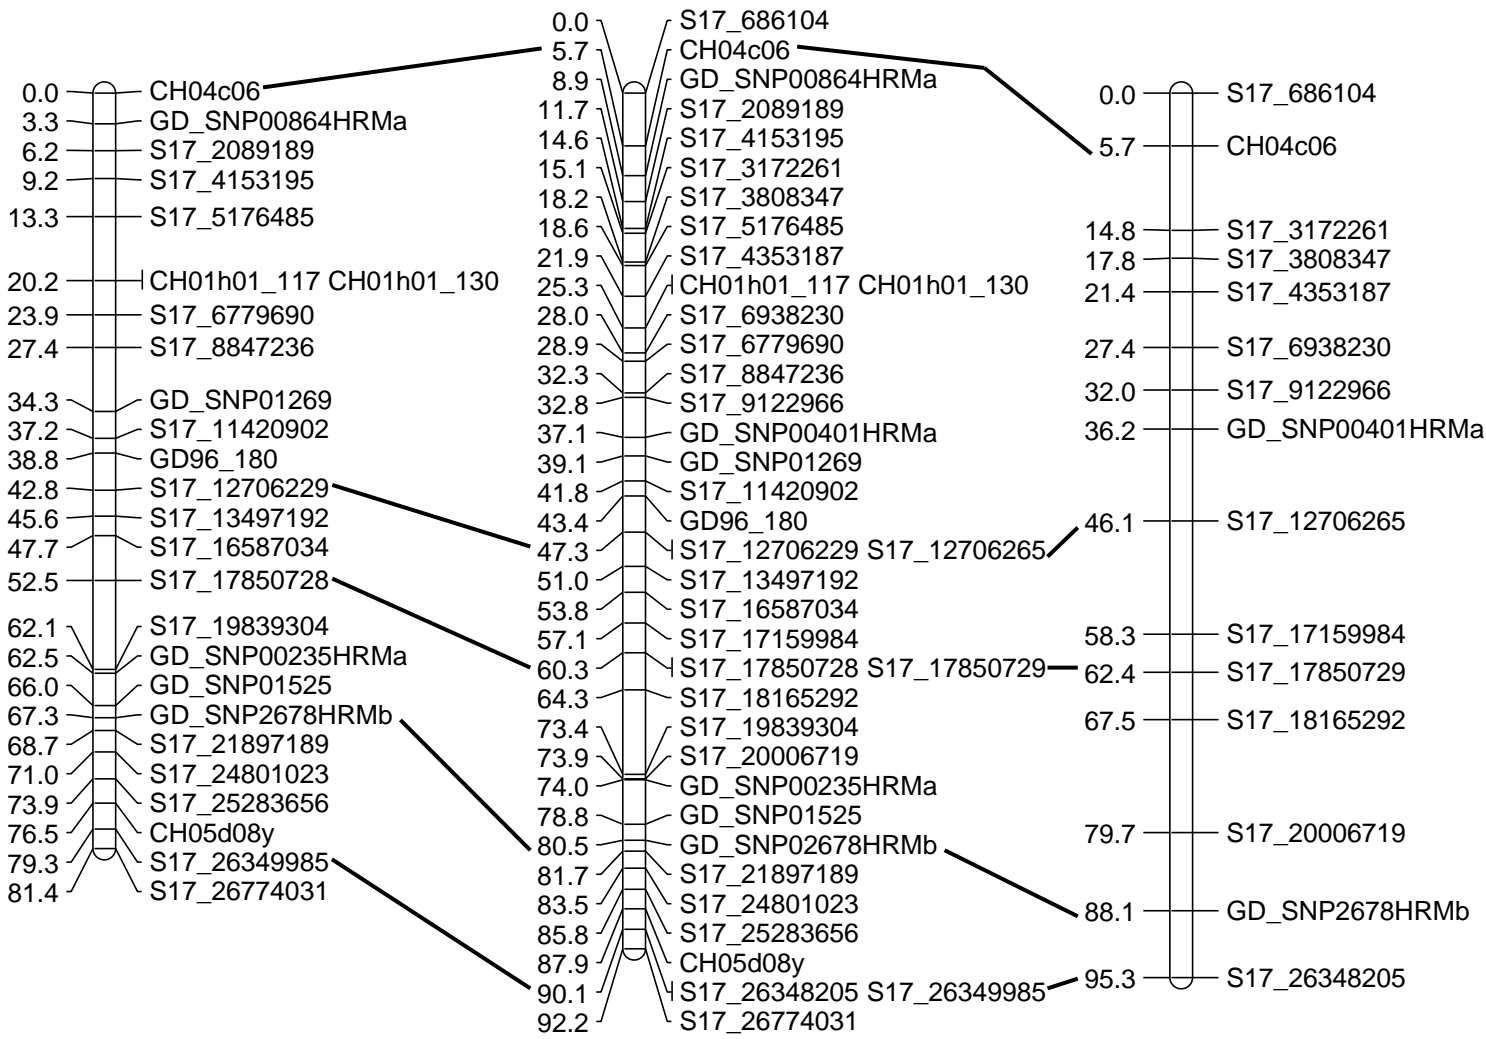 0.0 CH04c06
3.3 GD_SNP00864HRMa
6.2 S17_2089189
9.2 S17_4153195
13.3 S17_5176485
20.2 CH01h01_117 CH01h01_130
23.9 S17_6779690
27.4 S17_8847236
34.3 GD_SNP01269
37.2 S17_11420902
38.8 GD96_180
42.8 S17_12706229
45.6 S17_13497192
47.7 S17_16587034
52.5 S17_17850728
62.1 S17_19839304
62.5 GD_SNP00235HRMa
66.0 GD_SNP01525
67.3 GD_SNP2678HRMb
68.7 S17_21897189
71.0 S17_24801023
73.9 S17_25283656
76.5 CH05d08y
79.3 S17_26349985
81.4 S17_26774031
0.0 S17_686104
5.7 CH04c06
8.9 GD_SNP00864HRMa
11.7 S17_2089189
14.6 S17_4153195
15.1 S17_3172261
18.2 S17_3808347
18.6 S17_5176485
21.9 S17_4353187
25.3 CH01h01_117 CH01h01_130
28.0 S17_6938230
28.9 S17_6779690
32.3 S17_8847236
32.8 S17_9122966
37.1 GD_SNP00401HRMa
39.1 GD_SNP01269
41.8 S17_11420902
43.4 GD96_180
47.3 S17_12706229 S17_12706265
51.0 S17_13497192
53.8 S17_16587034
57.1 S17_17159984
60.3 S17_17850728 S17_17850729
64.3 S17_18165292
73.4 S17_19839304
73.9 S17_20006719
74.0 GD_SNP00235HRMa
78.8 GD_SNP01525
80.5 GD_SNP02678HRMb
81.7 S17_21897189
83.5 S17_24801023
85.8 S17_25283656
87.9 CH05d08y
90.1 S17_26348205 S17_26349985
92.2 S17_26774031
0.0 S17_686104
5.7 CH04c06
14.8 S17_3172261
17.8 S17_3808347
21.4 S17_4353187
27.4 S17_6938230
32.0 S17_9122966
36.2 GD_SNP00401HRMa
46.1 S17_12706265
58.3 S17_17159984
62.4 S17_17850729
67.5 S17_18165292
79.7 S17_20006719
88.1 GD_SNP2678HRMb
95.3 S17_26348205